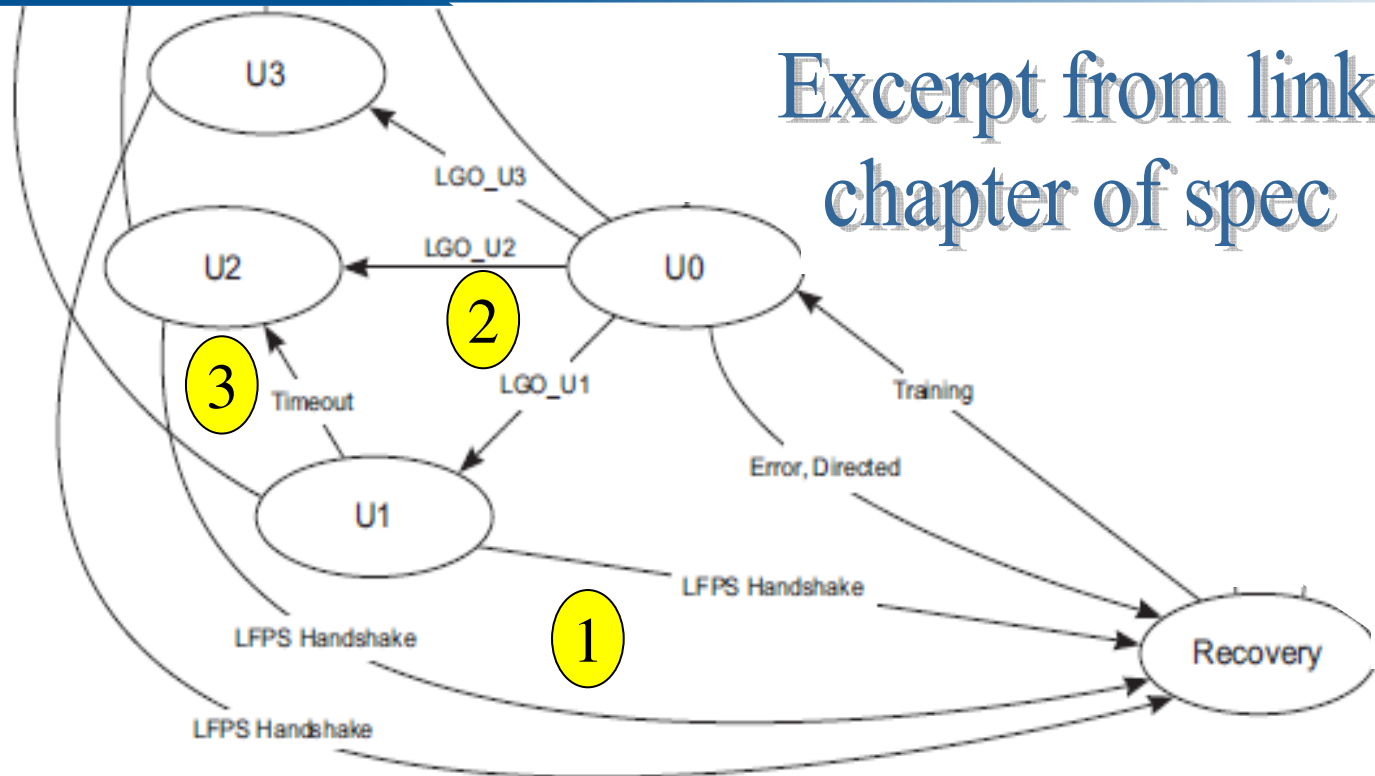 Excerpt from link
chapter of spec
U3
LGO_U3
U2
LGO_U2
U0
2
3
Timeout
LGO_U1
Training
Error, Directed
U1
LFPS Handshake
1
LFPS Handshake
Recovery
LFPS Handshake